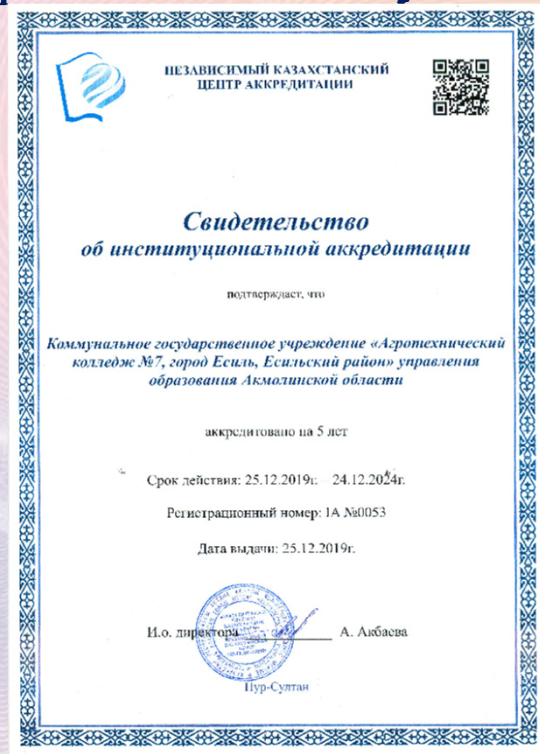 НЕЗАВИСИМЫЙ КАЗАХСТАНСКИЙ
ЦЕНТР АККРЕДИТАЦИИ
Свидетельство
об институциональной аккредитации
подтверждает, что
Коммунальное государственное учреждение «Агротехнический
колледж №7, город Есиль, Есильский район» управления
образования Акмолинской области
аккредитовано на 5 лет
Срок действия: 25.12.2019г. – 24.12.2024г.
Регистрационный номер: IA №0053
Дата выдачи: 25.12.2019г.
И.о. директора А. Акбаева
Нур-Султан